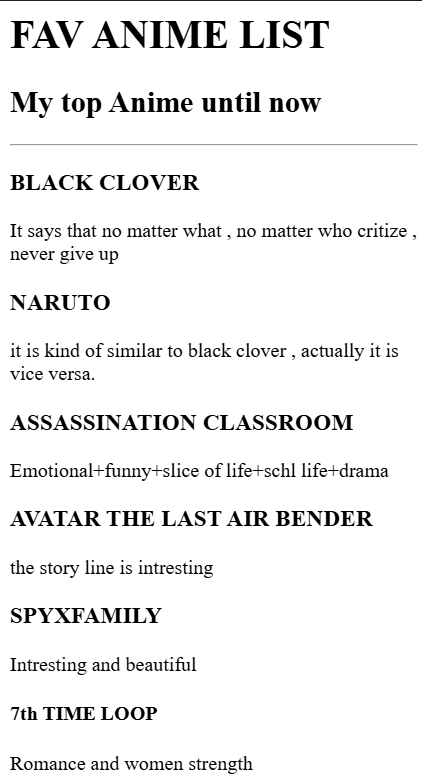 FAV ANIME LIST
My top Anime until now
BLACK CLOVER
It says that no matter what , no matter who critize ,
never give up
NARUTO
it is kind of similar to black clover , actually it is
vice versa.
ASSASSINATION CLASSROOM
Emotional+funny+slice of life+schl life+drama
AVATAR THE LAST AIR BENDER
the story line is intresting
SPYXFAMILY
Intresting and beautiful
7th TIME LOOP
Romance and women strength